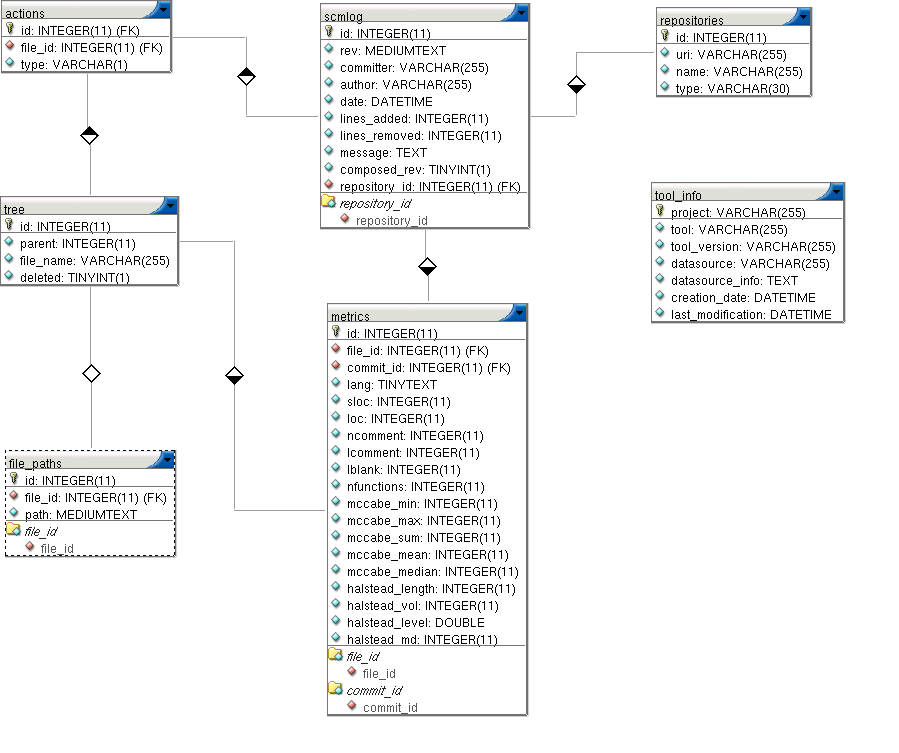 actions
id: INTEGER(11) (FK)
file_id: INTEGER(11) (FK)
type: VARCHAR(1)
scmlog
id: INTEGER(11)
rev: MEDIUMTEXT
committer: VARCHAR(255)
author: VARCHAR(255)
date: DATETIME
lines_added: INTEGER(11)
lines_removed: INTEGER(11)
message: TEXT
composed_rev: TINYINT(1)
repository_id: INTEGER(11) (FK)
repository_id
repository_id
repositories
id: INTEGER(11)
uri: VARCHAR(255)
name: VARCHAR(255)
type: VARCHAR(30)
tool_info
project: VARCHAR(255)
tool: VARCHAR(255)
tool_version: VARCHAR(255)
datasource: VARCHAR(255)
datasource_info: TEXT
creation_date: DATETIME
last_modification: DATETIME
tree
id: INTEGER(11)
parent: INTEGER(11)
file_name: VARCHAR(255)
deleted: TINYINT(1)
metrics
id: INTEGER(11)
file_id: INTEGER(11) (FK)
commit_id: INTEGER(11) (FK)
lang: TINYTEXT
sloc: INTEGER(11)
loc: INTEGER(11)
ncomment: INTEGER(11)
lcomment: INTEGER(11)
lblank: INTEGER(11)
nfunctions: INTEGER(11)
mccabe_min: INTEGER(11)
mccabe_max: INTEGER(11)
mccabe_sum: INTEGER(11)
mccabe_mean: INTEGER(11)
mccabe_median: INTEGER(11)
halstead_length: INTEGER(11)
halstead_vol: INTEGER(11)
halstead_level: DOUBLE
halstead_md: INTEGER(11)
file_id
file_id
commit_id
commit_id
file_paths
id: INTEGER(11)
file_id: INTEGER(11) (FK)
path: MEDIUMTEXT
file_id
file_id